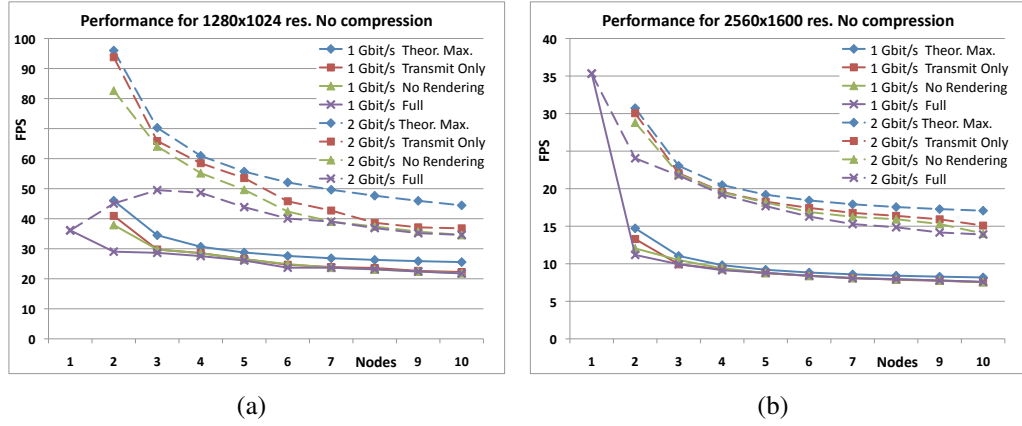 Performance for 1280x1024 res. No compression
100
90
80
70
60
50
40
30
20
10
0
FPS
1 Gbit/s Theor. Max.
1 Gbit/s Transmit Only
1 Gbit/s No Rendering
1 Gbit/s Full
2 Gbit/s Theor. Max.
2 Gbit/s Transmit Only
2 Gbit/s No Rendering
2 Gbit/s Full
1 2 3 4 5 6 7 Nodes 9 10
(a)
Performance for 2560x1600 res. No compression
40
35
30
25
20
15
10
5
0
FPS
1 Gbit/s Theor. Max.
1 Gbit/s Transmit Only
1 Gbit/s No Rendering
1 Gbit/s Full
2 Gbit/s Theor. Max.
2 Gbit/s Transmit Only
2 Gbit/s No Rendering
2 Gbit/s Full
1 2 3 4 5 6 7 Nodes 9 10
(b)